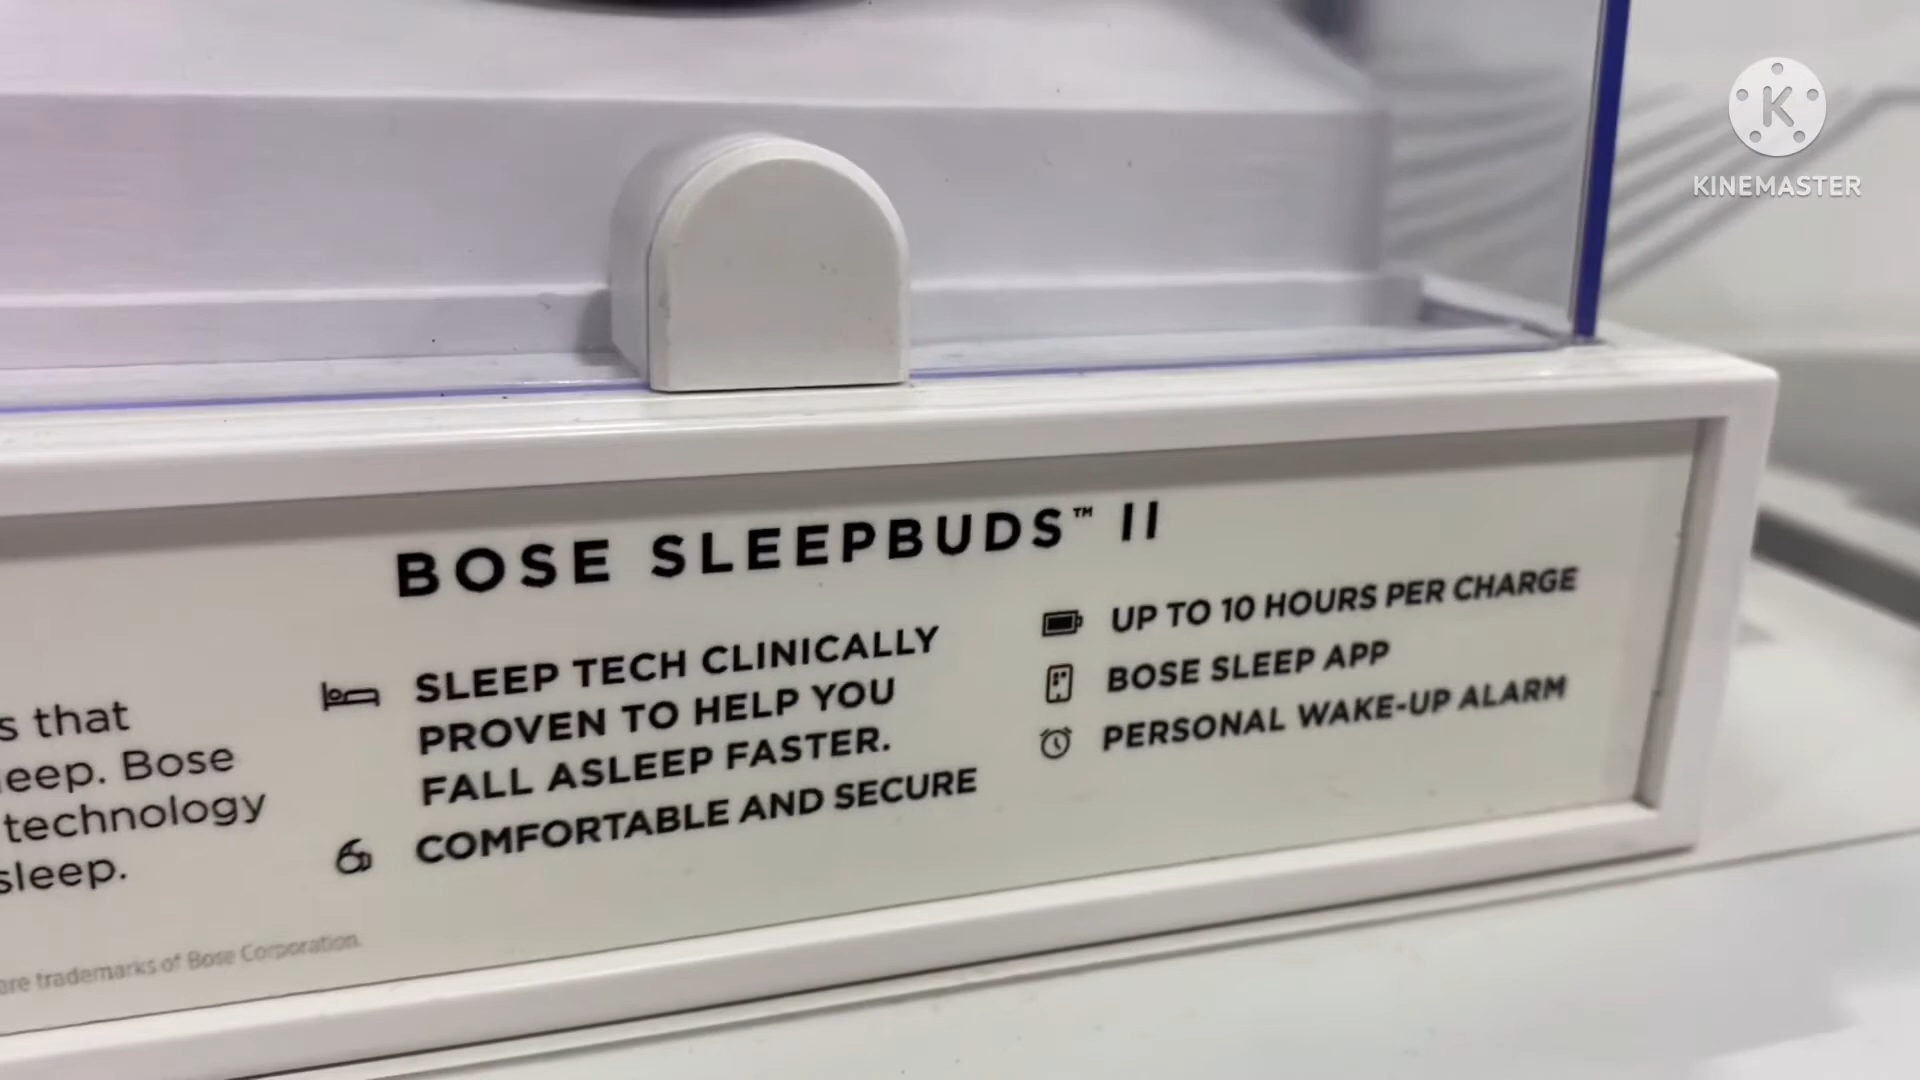 KINEMASTER
BOSE SLEEPBUDS™ II
s that
eep. Bose
technology
sleep.
are trademarks of Bose Corporation.
SLEEP TECH CLINICALLY
PROVEN TO HELP YOU
FALL ASLEEP FASTER.
COMFORTABLE AND SECURE
UP TO 10 HOURS PER CHARGE
BOSE SLEEP APP
PERSONAL WAKE-UP ALARM